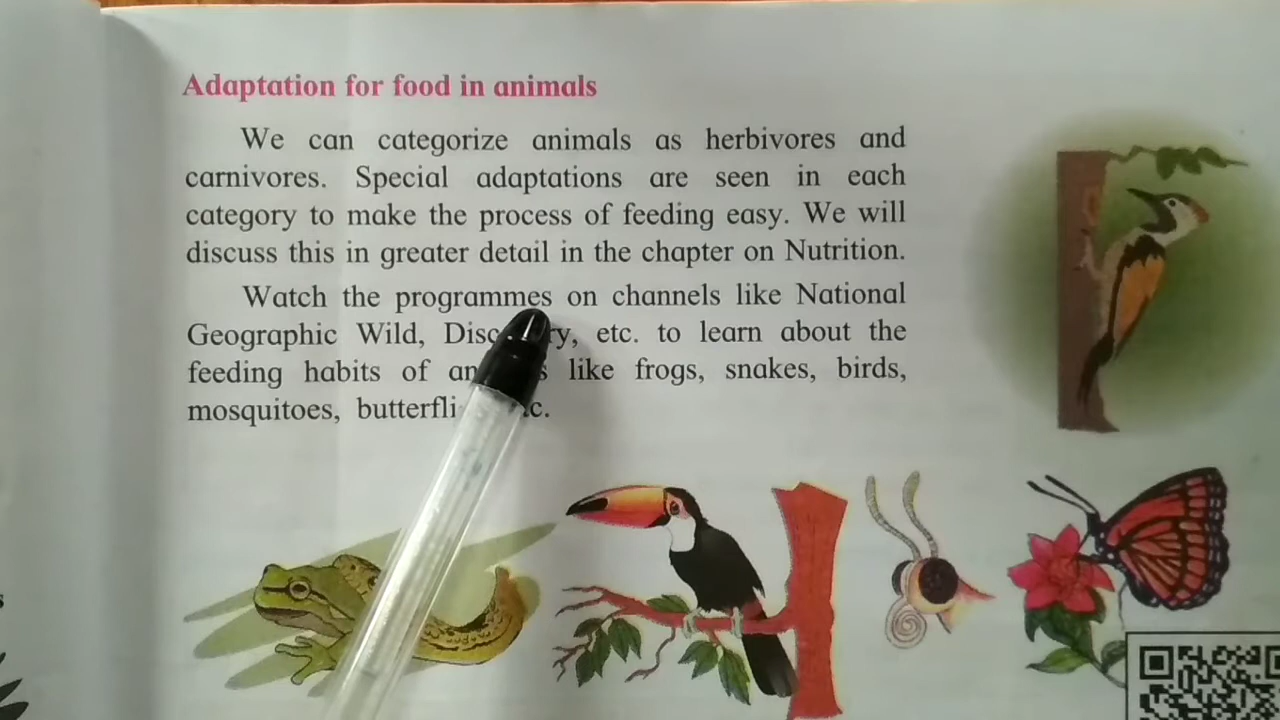 Adaptation for food in animals
We can categorize animals as herbivores and
carnivores. Special adaptations are seen in each
category to make the process of feeding easy. We will
discuss this in greater detail in the chapter on Nutrition.
Watch the programmes on channels like National
Geographic Wild, etc. to learn about the
feeding habits of like frogs, snakes, birds,
mosquitoes,